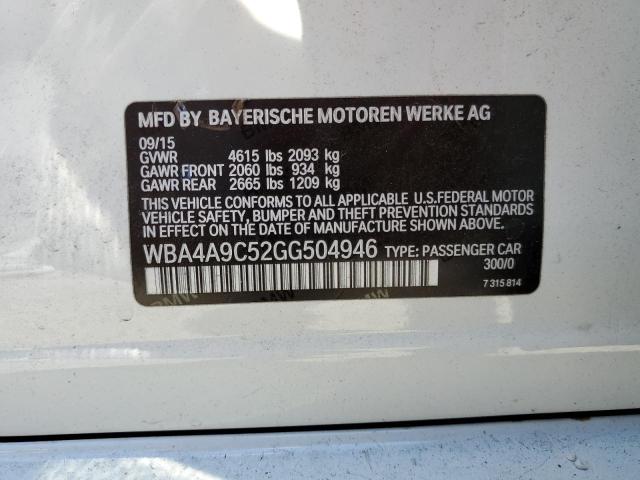 MFD BY BAYERISCHE MOTOREN WERKE AG
09/15
GVWR 4615 lbs 2093 kg
GAWR FRONT 2060 lbs 934 kg
GAWR REAR 2665 lbs 1209 kg
THIS VEHICLE CONFORMS TO ALL APPLICABLE U.S.FEDERAL MOTOR
VEHICLE SAFETY, BUMPER AND THEFT PREVENTION STANDARDS
IN EFFECT ON THE DATE OF MANUFACTURE SHOWN ABOVE.
WBA4A9C52GG504946 TYPE: PASSENGER CAR
300/0
7 315 814
BMW BMW BMW